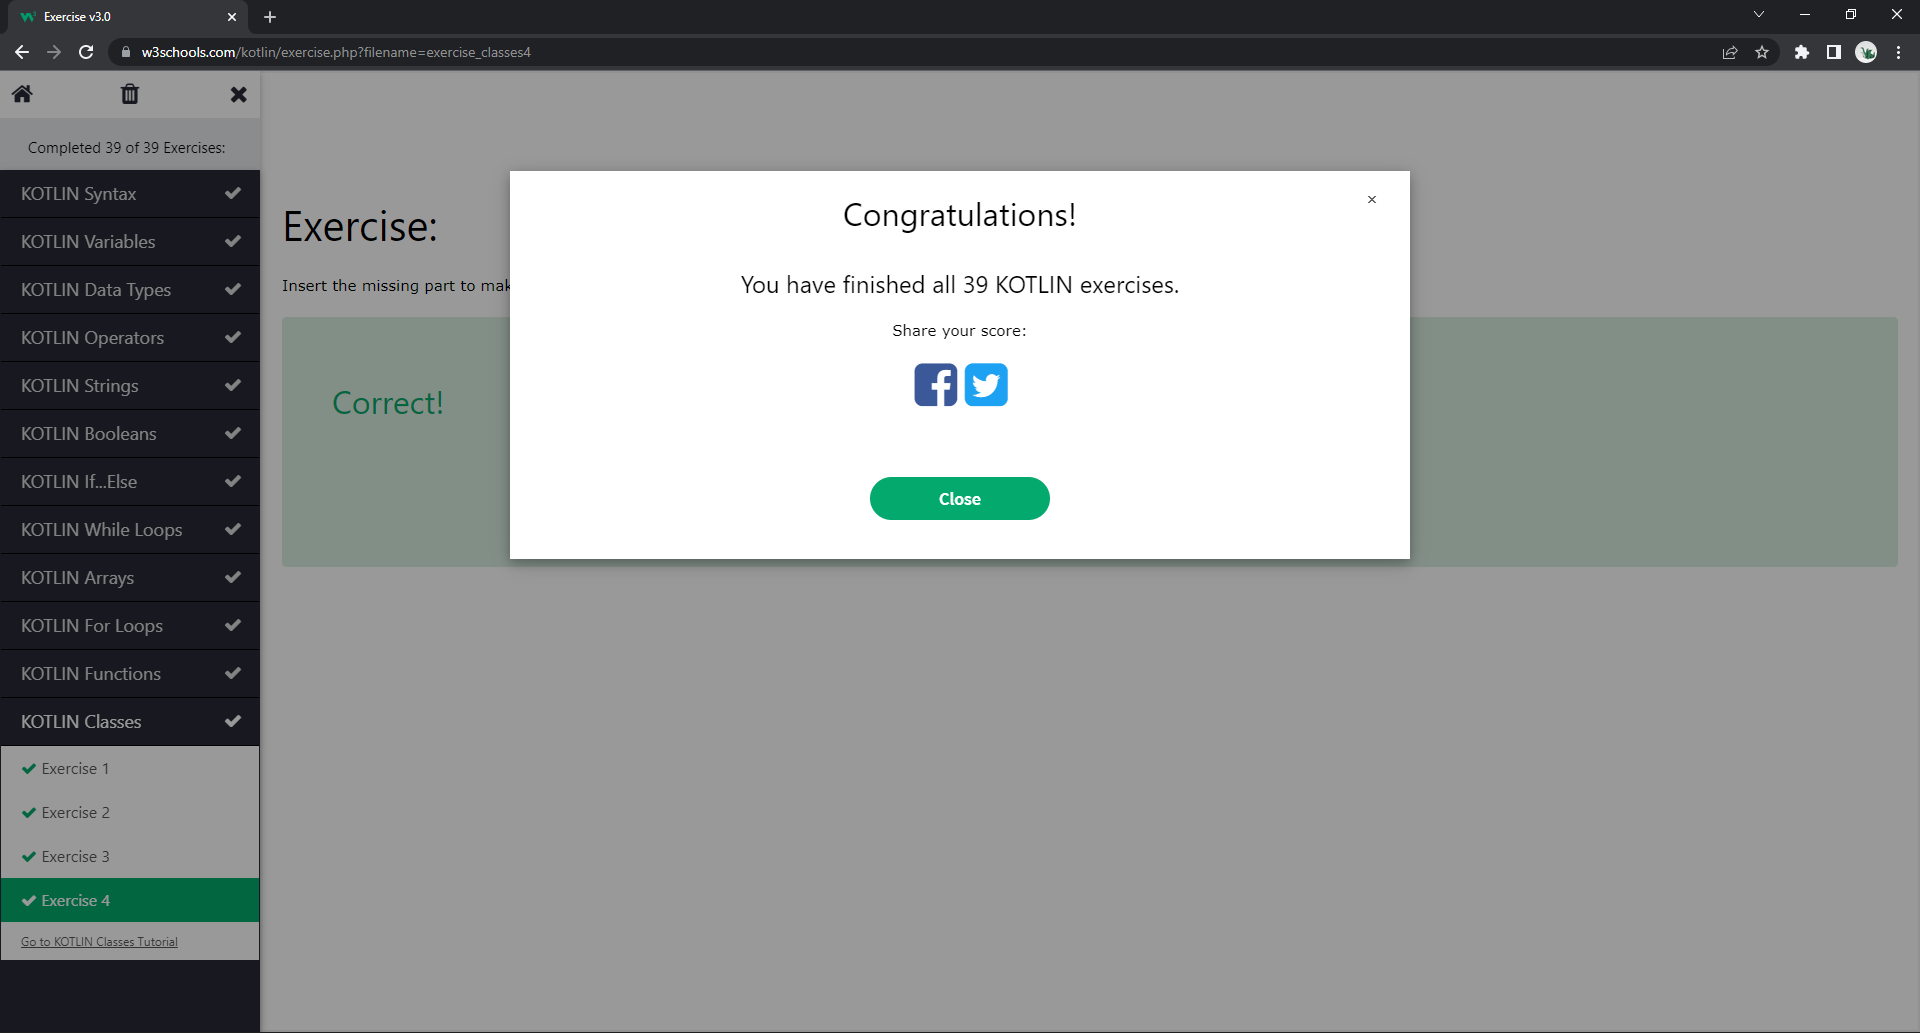 Exercise v3.0
w3schools.com/kotlin/exercise.php?filename=exercise_classes4
Completed 39 of 39 Exercises:
KOTLIN Syntax
KOTLIN Variables
KOTLIN Data Types
KOTLIN Operators
KOTLIN Strings
KOTLIN Booleans
KOTLIN If...Else
KOTLIN While Loops
KOTLIN Arrays
KOTLIN For Loops
KOTLIN Functions
KOTLIN Classes
Exercise 1
Exercise 2
Exercise 3
Exercise 4
Go to KOTLIN Classes Tutorial
Exercise:
Insert the missing part to mak
Correct!
Congratulations!
×
You have finished all 39 KOTLIN exercises.
Share your score:
Close